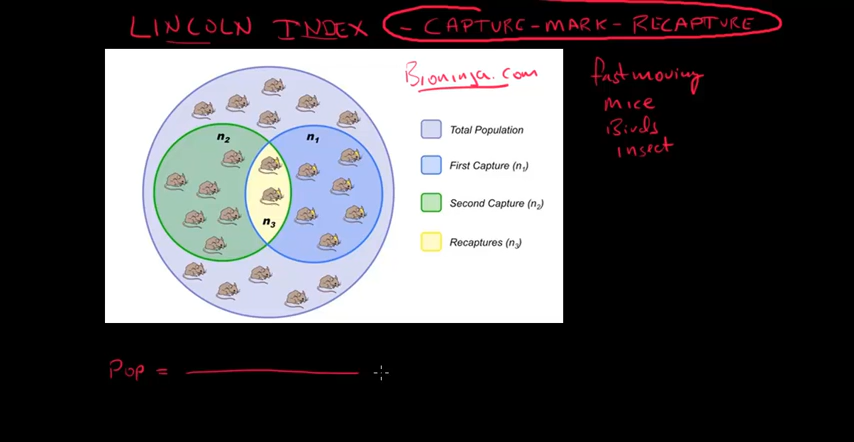 LINCOLN INDEX - CAPTURE-MARK-RECAPTURE
Bioninja.com
fast moving
mice
Birds
insect
n2
n1
n3
Total Population
First Capture (n1)
Second Capture (n2)
Recaptures (n3)
Pop =